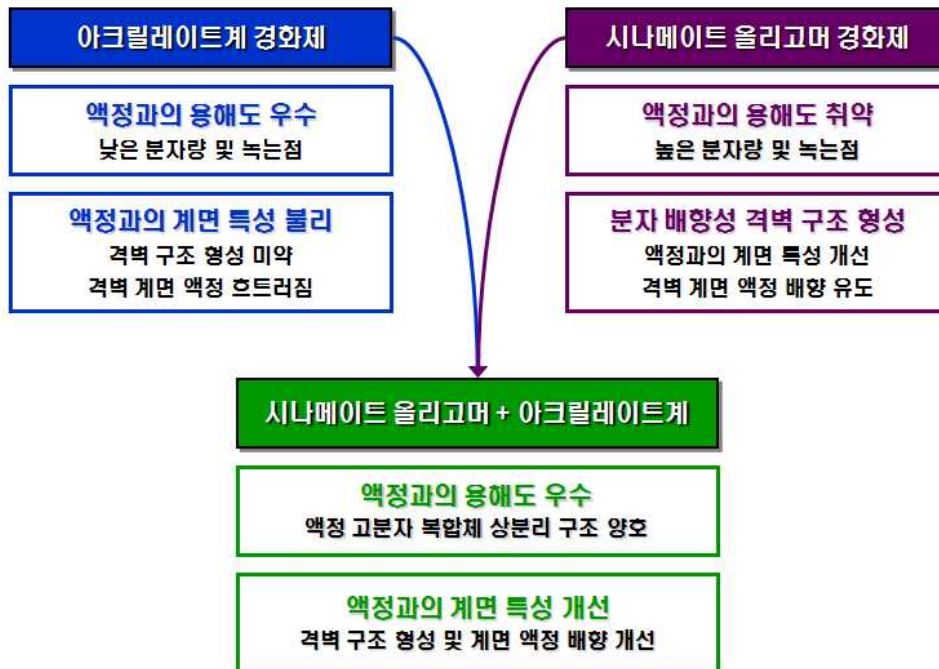 아크릴레이트계 경화제
액정과의 용해도 우수
낮은 분자량 및 녹는점
액정과의 계면 특성 불리
격벽 구조 형성 미약
격벽 계면 액정 흐트러짐
시나메이트 올리고머 경화제
액정과의 용해도 취약
높은 분자량 및 녹는점
분자 배향성 격벽 구조 형성
액정과의 계면 특성 개선
격벽 계면 액정 배향 유도
시나메이트 올리고머 + 아크릴레이트계
액정과의 용해도 우수
액정 고분자 복합체 상분리 구조 양호
액정과의 계면 특성 개선
격벽 구조 형성 및 계면 액정 배향 개선